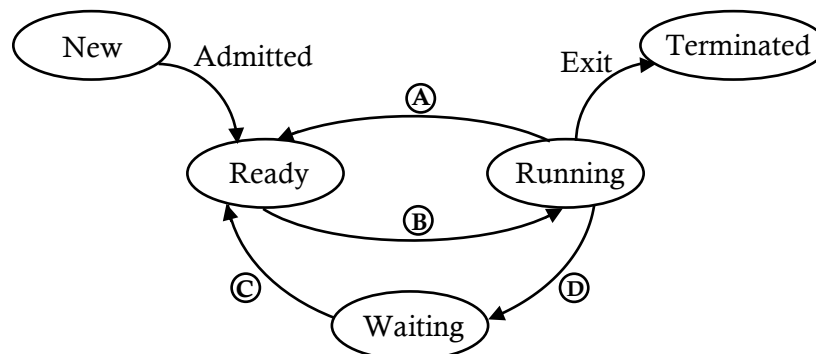 New
Terminated
Admitted
Exit
A
Ready
Running
B
C
D
Waiting